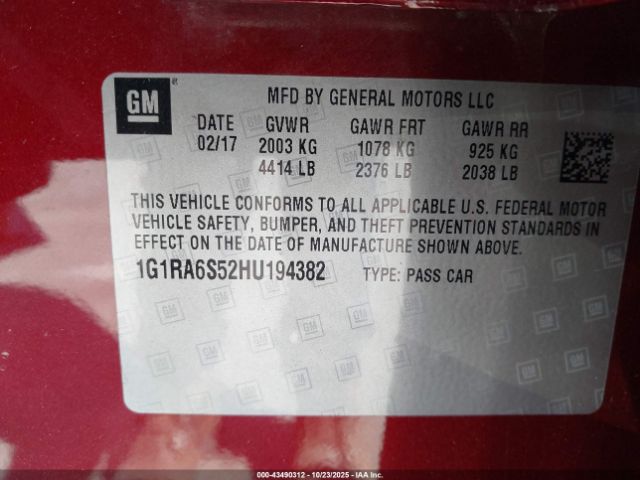 GM
MFD BY GENERAL MOTORS LLC
DATE GVWR GAWR FRT GAWR RR
02/17 2003 KG 1078 KG 925 KG
4414 LB 2376 LB 2038 LB
THIS VEHICLE CONFORMS TO ALL APPLICABLE U.S. FEDERAL MOTOR
VEHICLE SAFETY, BUMPER, AND THEFT PREVENTION STANDARDS IN
EFFECT ON THE DATE OF MANUFACTURE SHOWN ABOVE.
1G1RA6S52HU194382 TYPE: PASS CAR
000-43490312 - 10/23/2025 - IAA Inc.